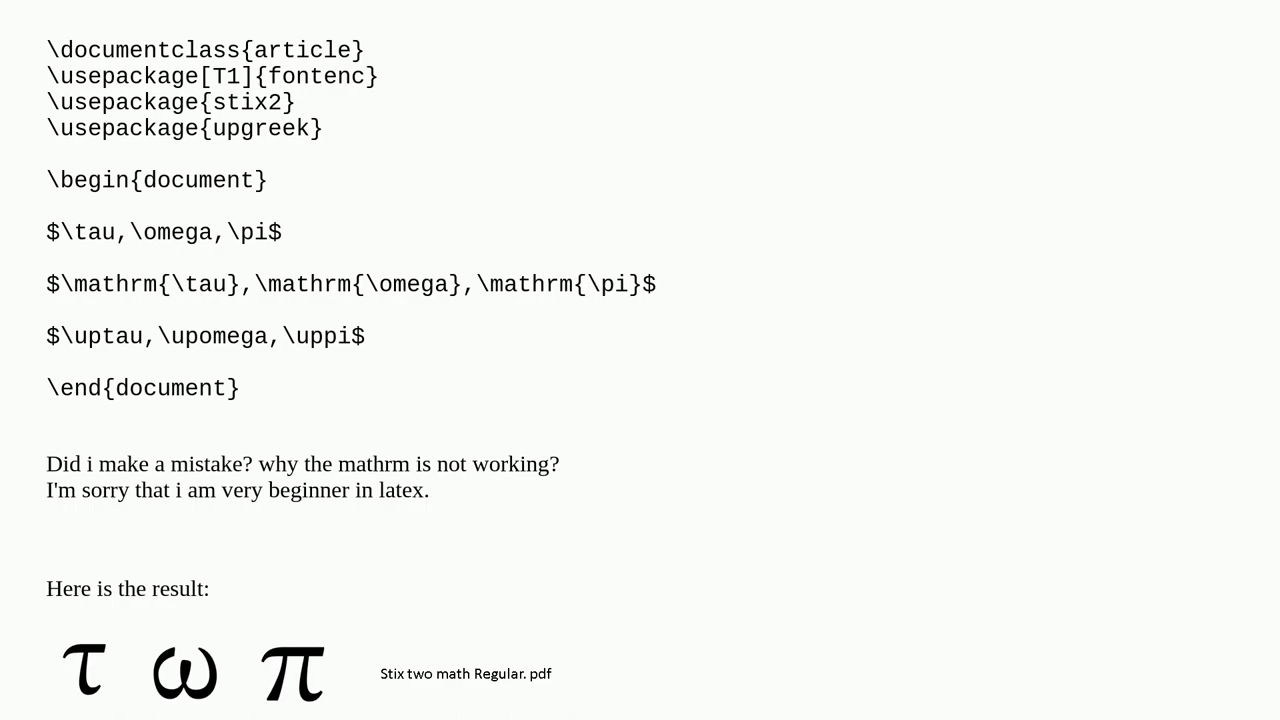 \documentclass{article}
\usepackage[T1]{fontenc}
\usepackage{stix2}
\usepackage{upgreek}
\begin{document}
$\tau,\omega,\pi$
$\mathrm{\tau},\mathrm{\omega},\mathrm{\pi}$
$\uptau,\upomega,\uppi$
\end{document}
Did i make a mistake? why the mathrm is not working?
I'm sorry that i am very beginner in latex.
Here is the result:
τ ω π Stix two math Regular. pdf